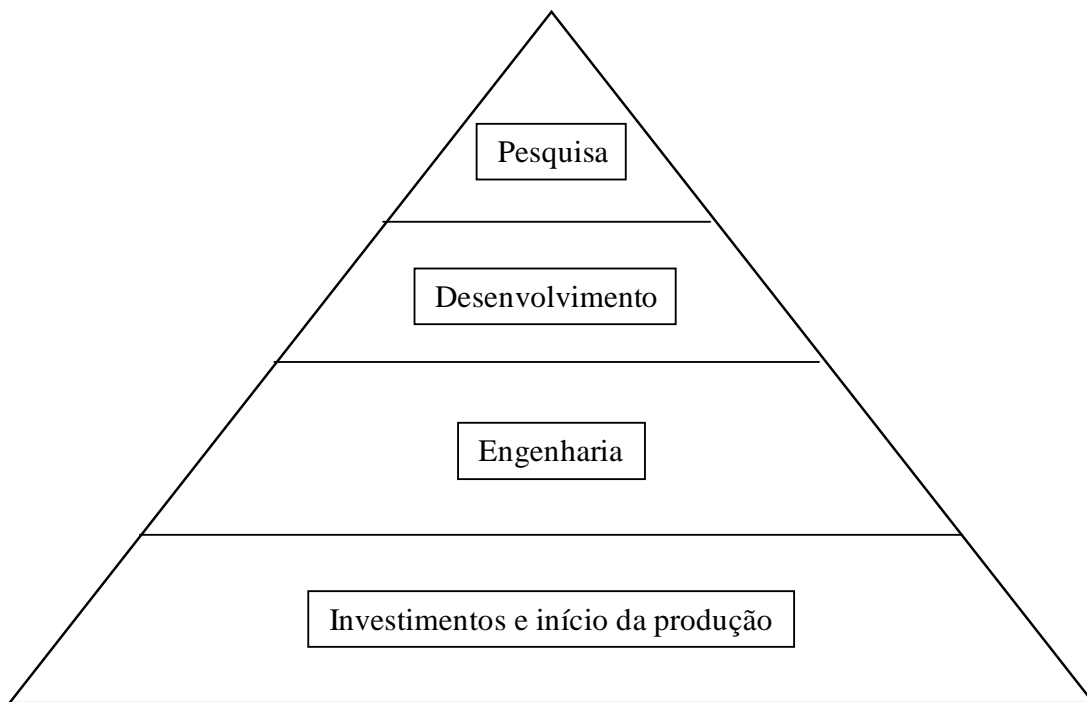 Pesquisa
Desenvolvimento
Engenharia
Investimentos e início da produção